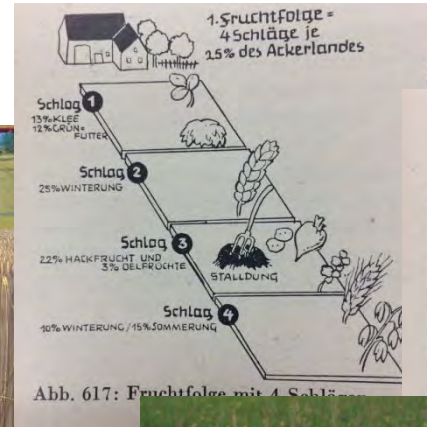 1.Fruchtfolge =
4 Schläge je
25% des Ackerlandes
Schlag 1
13% KLEE
12% GRÜN=
FUTTER
Schlag 2
25% WINTERUNG
Schlag 3
22% HACKFRUCHT UND
3% OELFRÜCHTE
STALLDUNG
Schlag 4
10% WINTERUNG / 15% SOMMERUNG
Abb. 617: Fruchtfolge mit 4 Schlägen